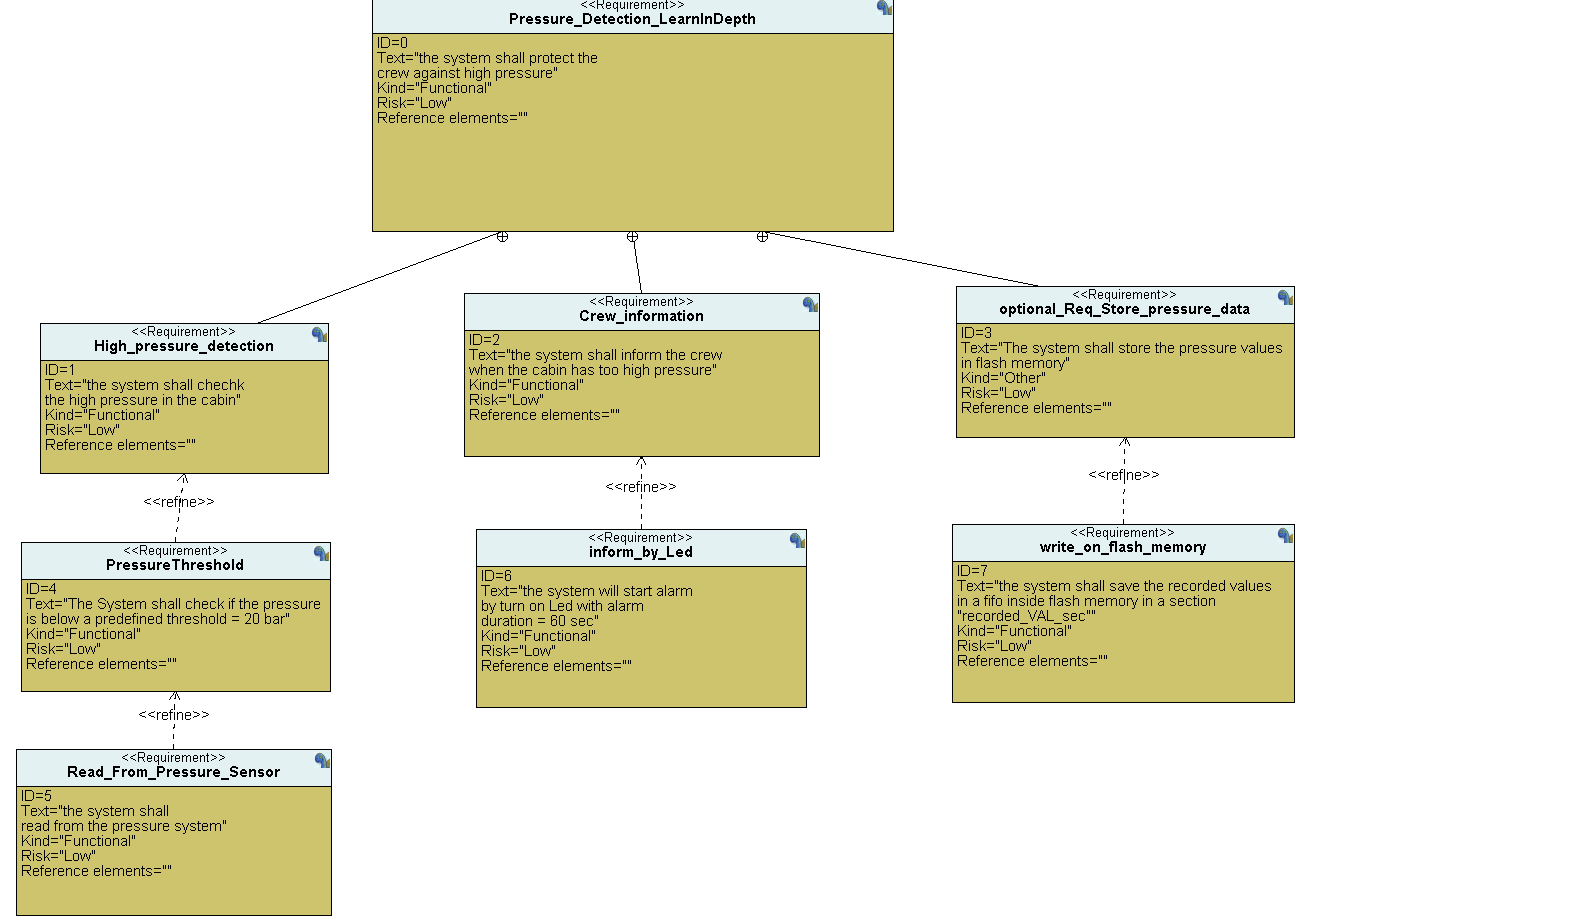 <<Requirement>>
Pressure_Detection_LearnInDepth
ID=0
Text="the system shall protect the
crew against high pressure"
Kind="Functional"
Risk="Low"
Reference elements=""
<<Requirement>>
High_pressure_detection
ID=1
Text="the system shall chechk
the high pressure in the cabin"
Kind="Functional"
Risk="Low"
Reference elements=""
<<Requirement>>
Crew_information
ID=2
Text="the system shall inform the crew
when the cabin has too high pressure"
Kind="Functional"
Risk="Low"
Reference elements=""
<<Requirement>>
optional_Req_Store_pressure_data
ID=3
Text="The system shall store the pressure values
in flash memory"
Kind="Other"
Risk="Low"
Reference elements=""
<<refine>>
<<refine>>
<<refine>>
<<Requirement>>
PressureThreshold
ID=4
Text="The System shall check if the pressure
is below a predefined threshold = 20 bar"
Kind="Functional"
Risk="Low"
Reference elements=""
<<Requirement>>
inform_by_Led
ID=6
Text="the system will start alarm
by turn on Led with alarm
duration = 60 sec"
Kind="Functional"
Risk="Low"
Reference elements=""
<<Requirement>>
write_on_flash_memory
ID=7
Text="the system shall save the recorded values
in a fifo inside flash memory in a section
"recorded_VAL_sec""
Kind="Functional"
Risk="Low"
Reference elements=""
<<refine>>
<<Requirement>>
Read_From_Pressure_Sensor
ID=5
Text="the system shall
read from the pressure system"
Kind="Functional"
Risk="Low"
Reference elements=""